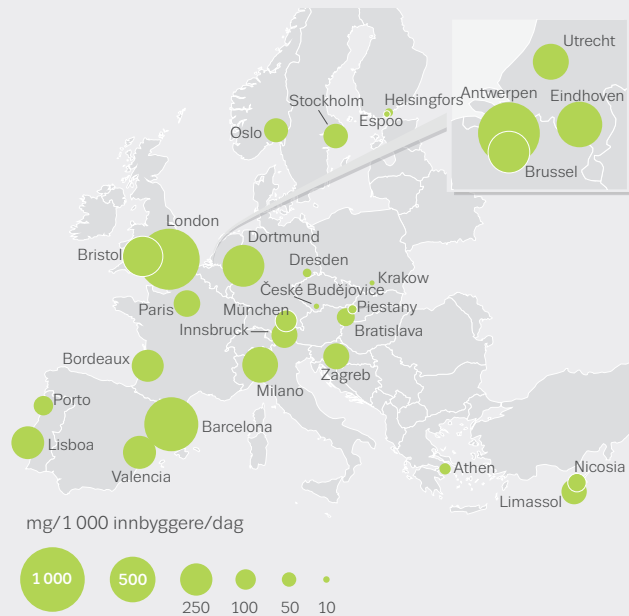 Utrecht
Antwerpen
Eindhoven
Brussel
Stockholm
Helsingfors
Espoo
Oslo
London
Bristol
Dortmund
Dresden
Krakow
České Budějovice
Paris
München
Piestany
Innsbruck
Bratislava
Bordeaux
Zagreb
Milano
Porto
Barcelona
Lisboa
Valencia
Athen
Nicosia
Limassol
mg/1 000 innbyggere/dag
1 000
500
250
100
50
10